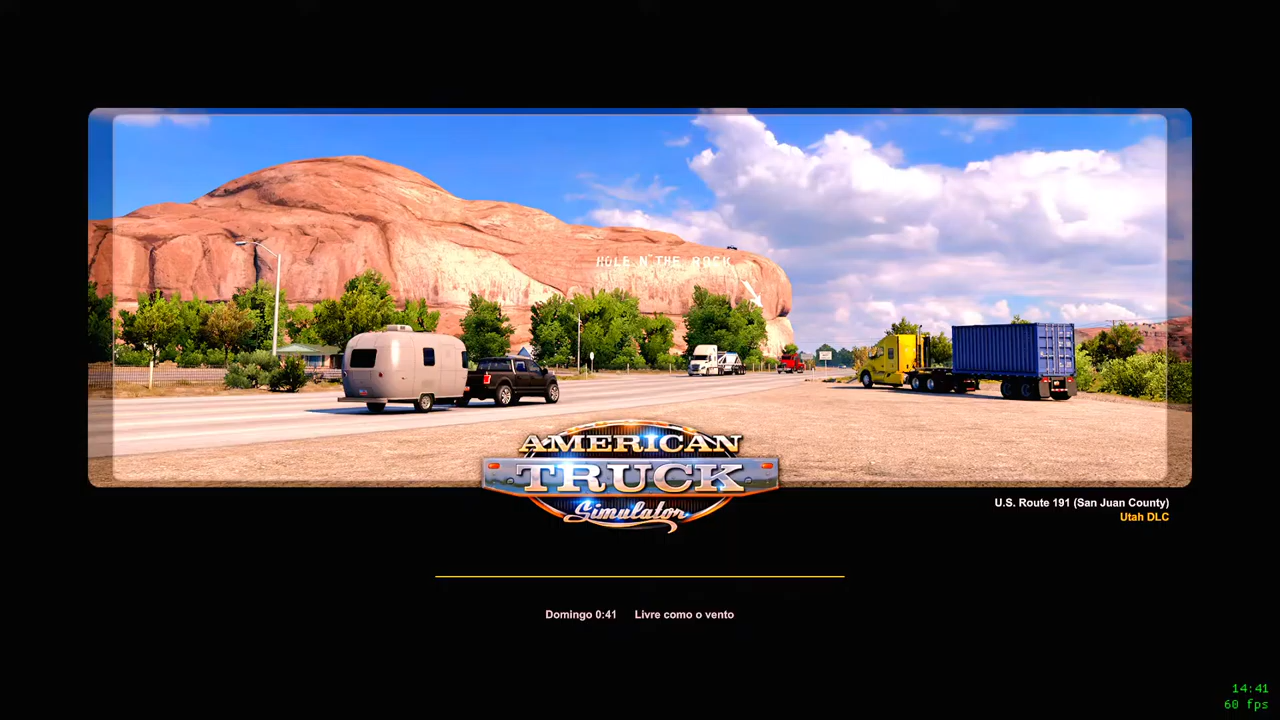 HOLE N THE ROCK
AMERICAN
TRUCK
Simulator
U.S. Route 191 (San Juan County)
Utah DLC
Domingo 0:41 Livre como o vento
14:41
60 fps